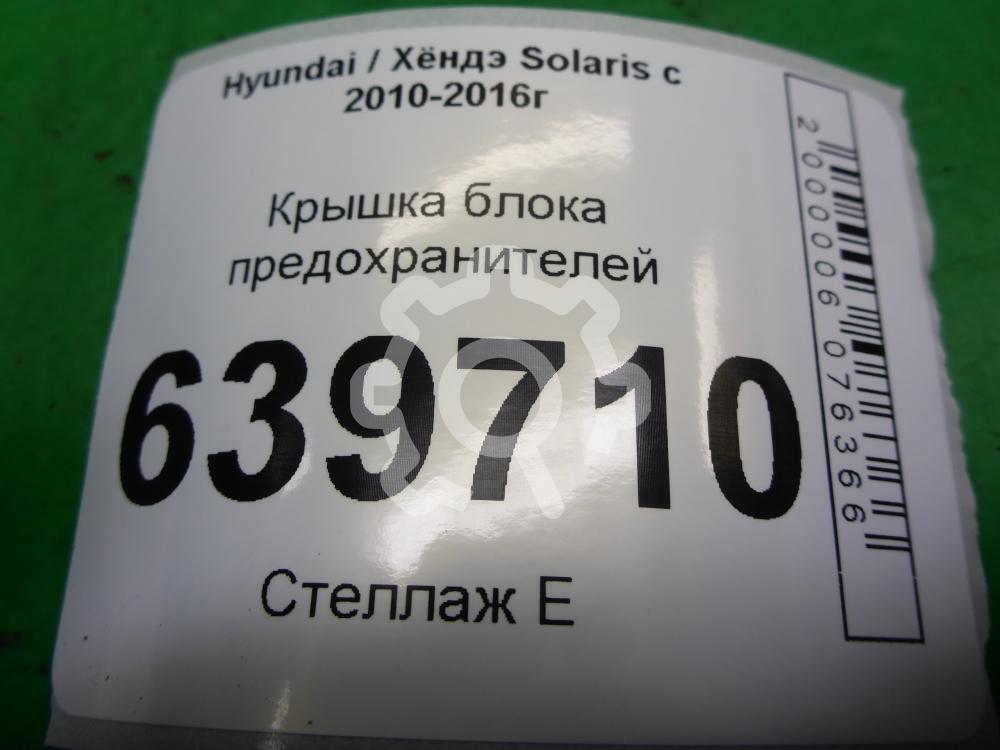 Hyundai / Хёндэ Solaris с
2010-2016г
Крышка блока
предохранителей
639710
Стеллаж Е
2000006076366